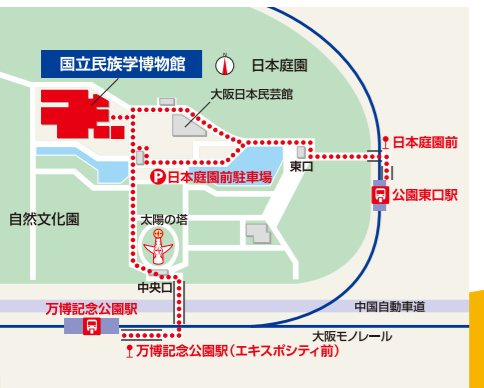 国立民族学博物館
N
日本庭園
大阪日本民芸館
日本庭園前
東口
P日本庭園前駐車場
公園東口駅
自然文化園
太陽の塔
中央口
万博記念公園駅
中国自動車道
大阪モノレール
万博記念公園駅(エキスポシティ前)